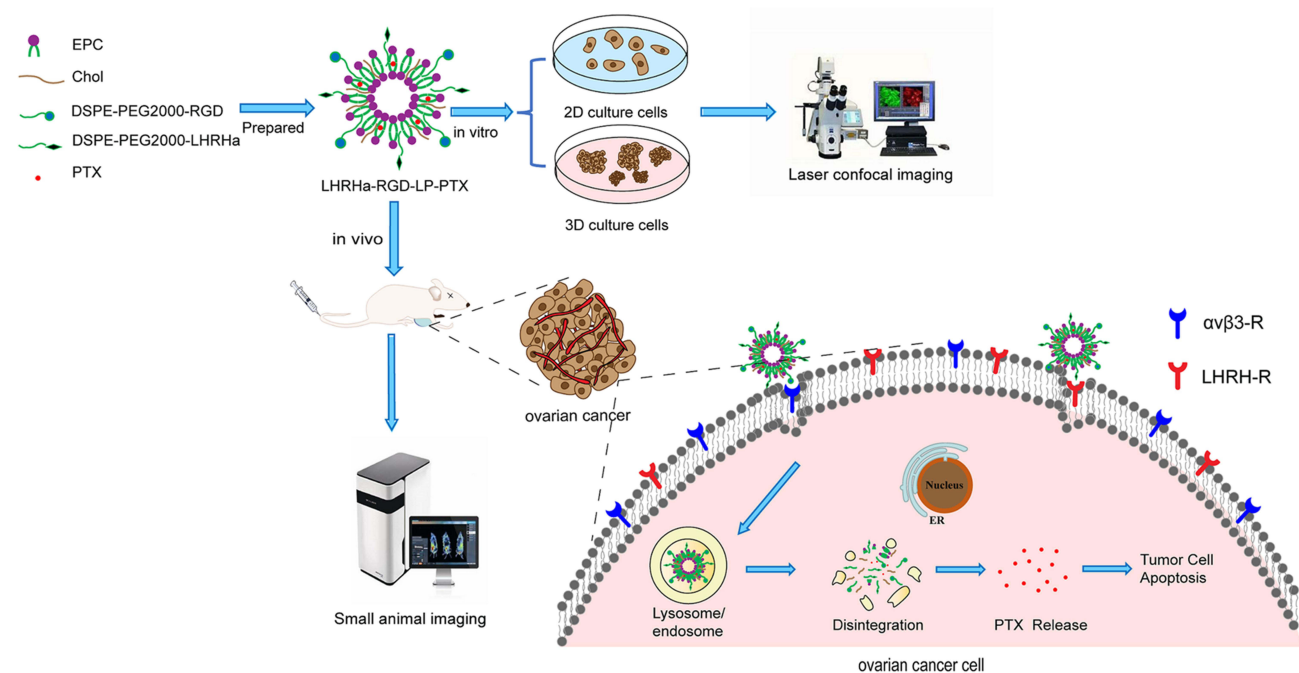 EPC
Chol
DSPE-PEG2000-RGD
DSPE-PEG2000-LHRHa
PTX
Prepared
LHRHa-RGD-LP-PTX
in vitro
2D culture cells
3D culture cells
Laser confocal imaging
in vivo
ovarian cancer
Small animal imaging
αvβ3-R
LHRH-R
Nucleus
ER
Lysosome/
endosome
Disintegration
PTX Release
Tumor Cell
Apoptosis
ovarian cancer cell